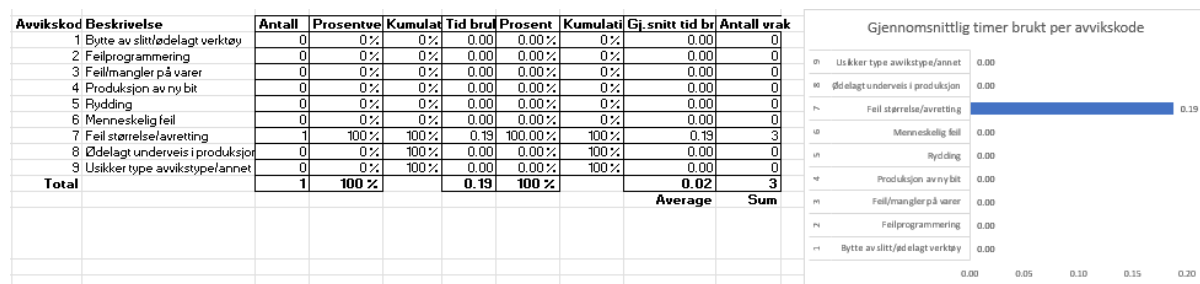 Avvikskod Beskrivelse Antall Prosentve Kumulat Tid brul Prosent Kumulati Gj.snitt tid br Antall vrak
1 Bytte av slitt/ødelagt verktøy 0 0 % 0% 0.00 0.00 % 0% 0.00 0
2 Feilprogrammering 0 0 % 0% 0.00 0.00 % 0% 0.00 0
3 Feil/mangler på varer 0 0 % 0% 0.00 0.00 % 0% 0.00 0
4 Produksjon av ny bit 0 0 % 0% 0.00 0.00 % 0% 0.00 0
5 Rydding 0 0 % 0% 0.00 0.00 % 0% 0.00 0
6 Menneskelig feil 0 0 % 0% 0.00 0.00 % 0% 0.00 0
7 Feil størrelse/avretting 1 100 % 100 % 0.19 100.00 % 100 % 0.19 3
8 Ødelagt underveis i produksjor 0 0 % 100 % 0.00 0.00 % 100 % 0.00 0
9 Usikker type avvikstype/annet 0 0 % 100 % 0.00 0.00 % 100 % 0.00 0
Total 1 100 % 0.19 100 % 0.02 3
Average Sum
Gjennomsnittlig timer brukt per avvikskode
9 Usikker type avvikstype/annet 0.00
8 Ødelagt underveis i produksjon 0.00
7 Feil størrelse/avretting 0.19
6 Menneskelig feil 0.00
5 Rydding 0.00
4 Produksjon av ny bit 0.00
3 Feil/mangler på varer 0.00
2 Feilprogrammering 0.00
1 Bytte av slitt/ødelagt verktøy 0.00
0.00 0.05 0.10 0.15 0.20